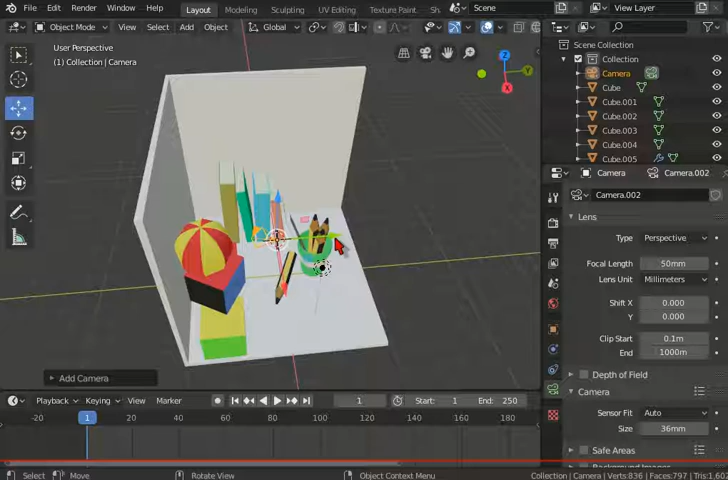 File Edit Render Window Help Layout Modeling Sculpting UV Editing Texture Paint Scene View Layer
Object Mode View Select Add Object Global
User Perspective
(1) Collection | Camera
Z
Y
X
Add Camera
Scene Collection
Collection
Camera
Cube
Cube.001
Cube.002
Cube.003
Cube.004
Cube.005
Camera Camera.002
Camera.002
Lens
Type Perspective
Focal Length 50mm
Lens Unit Millimeters
Shift X 0.000
Y 0.000
Clip Start 0.1m
End 1000m
Depth of Field
Camera
Sensor Fit Auto
Size 36mm
Safe Areas
Playback Keying View Marker 1 Start: 1 End: 250
-20 1 20 40 60 80 100 120 140 160 180
Select Move Rotate View Object Context Menu Collection | Camera | Verts:836 | Faces:797 | Tris:1,602